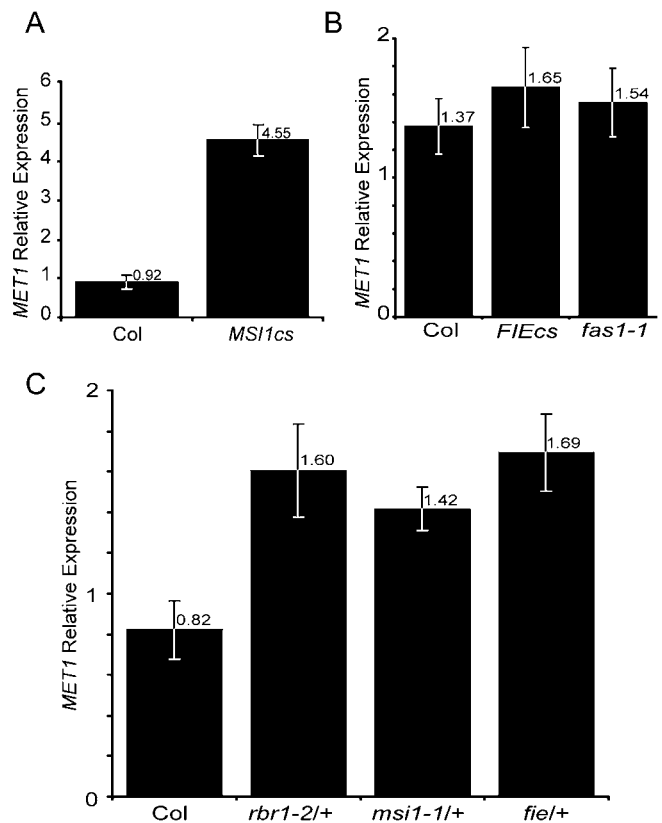 A
MET1 Relative Expression
6
5
4
3
2
1
0
0.92
4.55
Col
MSI1cs
B
MET1 Relative Expression
2
1
0
1.37
1.65
1.54
Col
FIEcs
fas1-1
C
MET1 Relative Expression
2
1
0
0.82
1.60
1.42
1.69
Col
rbr1-2/+
msi1-1/+
fie/+